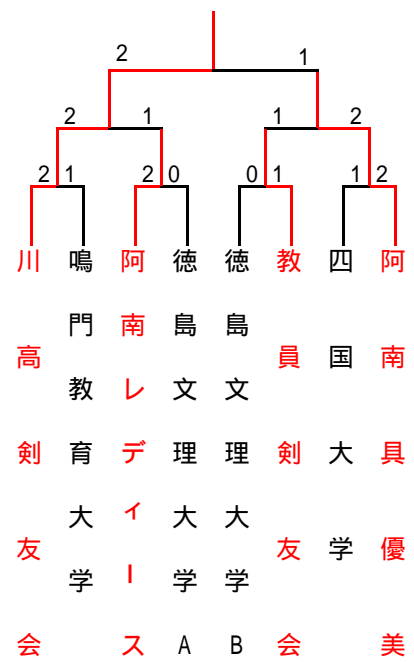 2 1
2 1 1 2
2 1 2 0 0 1 1 2
川高剣友会
鳴門教育大学
阿南レディース
徳島文理大学A
徳島文理大学B
教員剣友会
四国大学
阿南具優美